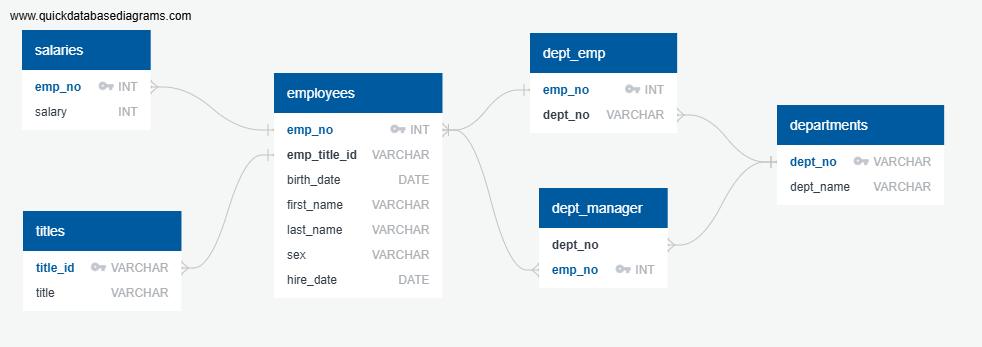 www.quickdatabasediagrams.com
salaries
emp_no INT
salary INT
titles
title_id VARCHAR
title VARCHAR
employees
emp_no INT
emp_title_id VARCHAR
birth_date DATE
first_name VARCHAR
last_name VARCHAR
sex VARCHAR
hire_date DATE
dept_emp
emp_no INT
dept_no VARCHAR
dept_manager
dept_no
emp_no INT
departments
dept_no VARCHAR
dept_name VARCHAR